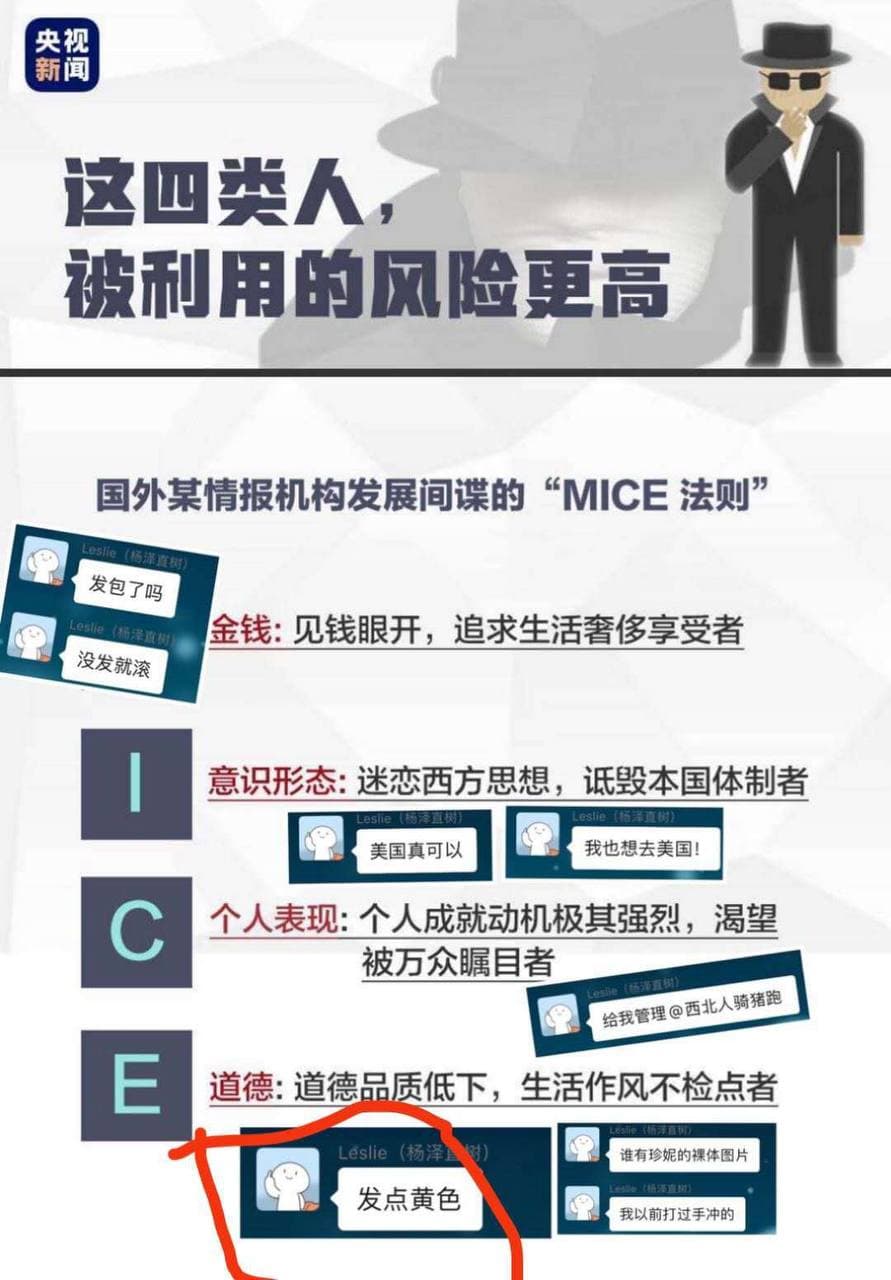 央视
新闻
这四类人，
被利用的风险更高
国外某情报机构发展间谍的“MICE 法则”
Leslie（杨泽直树）
发包了吗
Leslie（杨泽直树）
没发就滚
金钱: 见钱眼开，追求生活奢侈享受者
I
意识形态: 迷恋西方思想，诋毁本国体制者
Leslie（杨泽直树）
美国真可以
Leslie（杨泽直树）
我也想去美国!
C
个人表现: 个人成就动机极其强烈，渴望
被万众瞩目者
Leslie（杨泽直树）
给我管理@西北人骑猪跑
E
道德: 道德品质低下，生活作风不检点者
Leslie（杨泽直树）
发点黄色
Leslie（杨泽直树）
谁有珍妮的裸体图片
Leslie（杨泽直树）
我以前打过手冲的